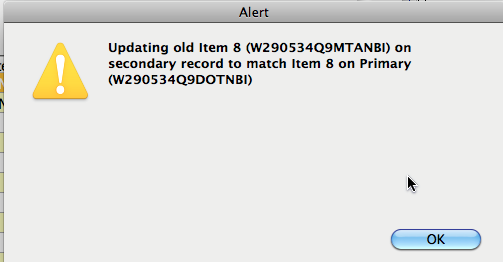 Alert
Updating old Item 8 (W290534Q9MTANBI) on
secondary record to match Item 8 on Primary
(W290534Q9DOTNBI)
OK